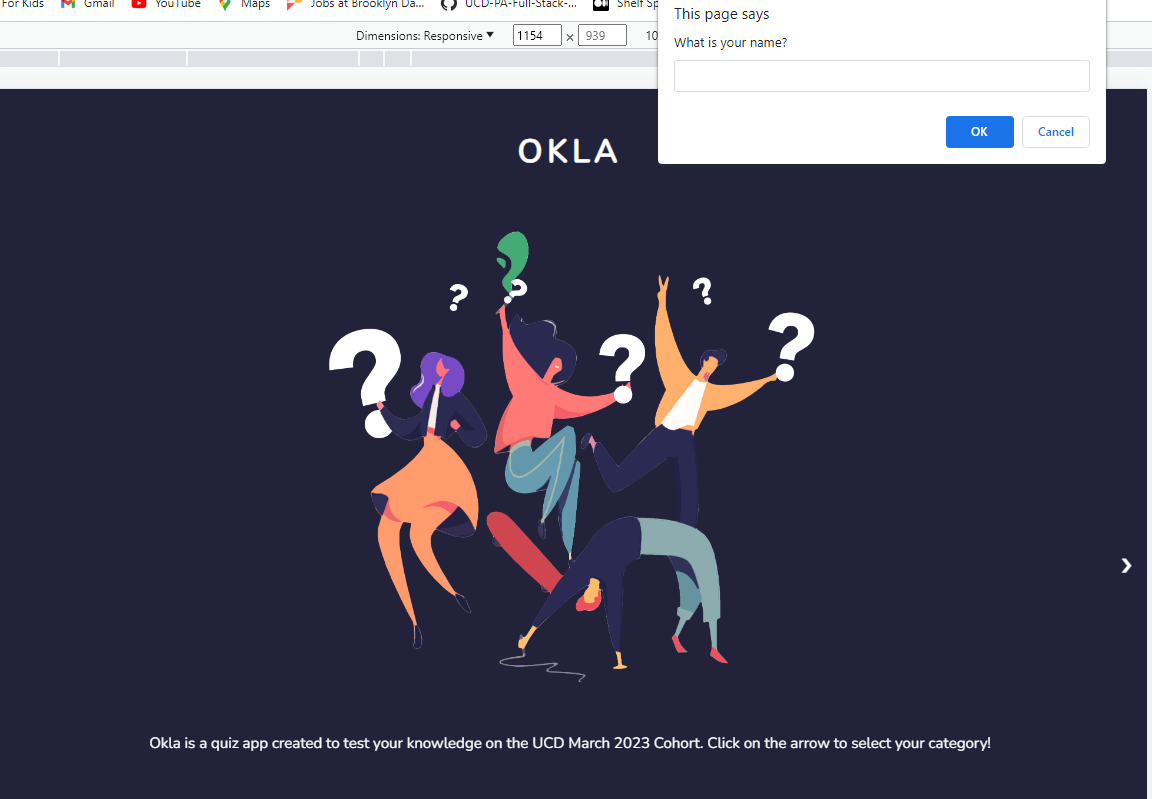 For Kids Gmail YouTube Maps Jobs at Brooklyn Da... UCD-PA-Full-Stack-... Shelf Sp
Dimensions: Responsive 1154 × 939 10
This page says
What is your name?
OK Cancel
OKLA
? ? ? ? ? ?
Okla is a quiz app created to test your knowledge on the UCD March 2023 Cohort. Click on the arrow to select your category!